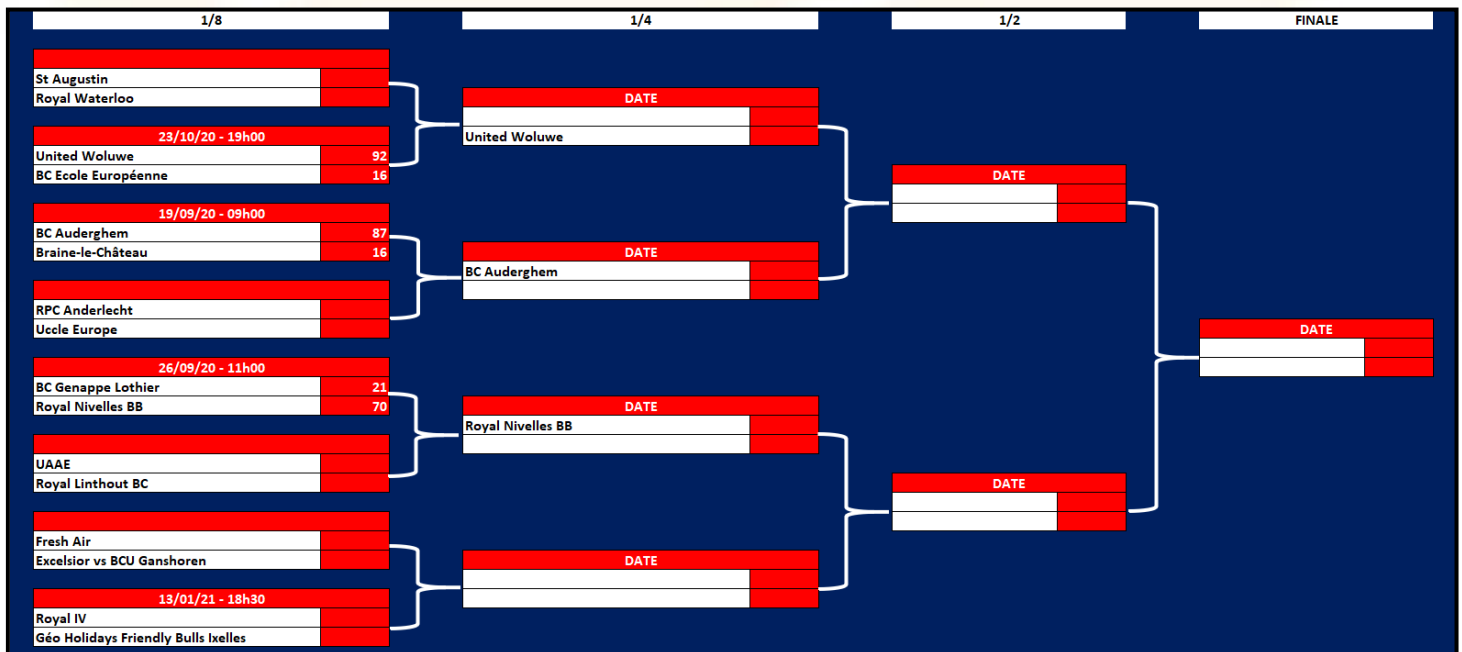 1/8
1/4
1/2
FINALE
St Augustin
Royal Waterloo
23/10/20 - 19h00
United Woluwe 92
BC Ecole Européenne 16
19/09/20 - 09h00
BC Auderghem 87
Braine-le-Château 16
RPC Anderlecht
Uccle Europe
26/09/20 - 11h00
BC Genappe Lothier 21
Royal Nivelles BB 70
UAAE
Royal Linthout BC
Fresh Air
Excelsior vs BCU Ganshoren
13/01/21 - 18h30
Royal IV
Géo Holidays Friendly Bulls Ixelles
DATE
United Woluwe
DATE
BC Auderghem
DATE
Royal Nivelles BB
DATE
DATE
DATE
DATE